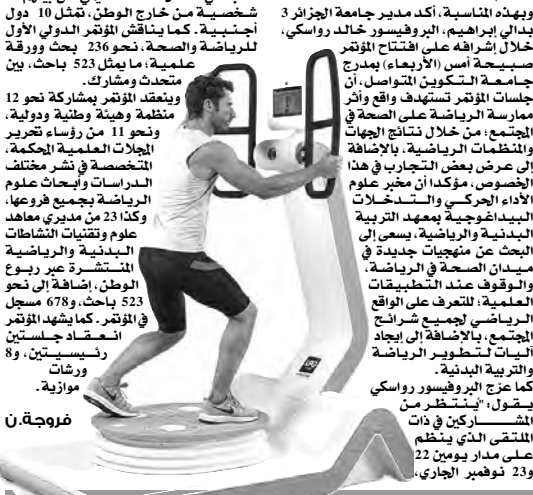 وبهذه المناسبة، أكد مدير جامعة الجزائر 3
بدالي إبراهيم، البروفيسور خالد رواسكي،
خلال إشرافه على افتتاح المؤتمر
صبيحة أمس (الأربعاء) بمدرج
جامعة التكوين المتواصل، أن
جلسات المؤتمر تستهدف واقع وأثر
ممارسة الرياضة على الصحة في
المجتمع؛ من خلال نتائج الجهات
والمنظمات الرياضية، بالإضافة
إلى عرض بعض التجارب في هذا
الخصوص، مؤكدا أن مخبر علوم
الأداء الحركي والتدخلات
البيداغوجية بمعهد التربية
البدنية والرياضية، يسعى إلى
البحث عن منهجيات جديدة في
ميدان الصحة في الرياضة،
والوقوف عند التطبيقات
العلمية؛ للتعرف على الواقع
الرياضي لجميع شرائح
المجتمع، بالإضافة إلى إيجاد
آليات لتطوير الرياضة
والتربية البدنية.
كما عرّج البروفيسور رواسكي
يقول: "يُنتظر من
المشاركين في ذات
الملتقى الذي ينظم
على مدار يومين 22
و23 نوفمبر الجاري،
شخصية من خارج الوطن، تمثل 10 دول
أجنبية. كما يناقش المؤتمر الدولي الأول
للرياضة والصحة، نحو 236 بحث وورقة
علمية؛ ما يمثل 523 باحث، بين
متحدث ومشارك.
وينعقد المؤتمر بمشاركة نحو 12
منظمة وهيئة وطنية ودولية،
ونحو 11 من رؤساء تحرير
المجلات العلمية المحكمة،
المتخصصة في نشر مختلف
الدراسات وأبحاث علوم
الرياضة بجميع فروعها،
وكذا 23 من مديري معاهد
علوم وتقنيات النشاطات
البدنية والرياضية
المنتشرة عبر ربوع
الوطن، إضافة إلى نحو
523 باحث، و678 مسجل
في المؤتمر. كما يشهد المؤتمر
انعقاد جلستين
رئيسيتين، و8
ورشات
موازية.
فروجة.ن